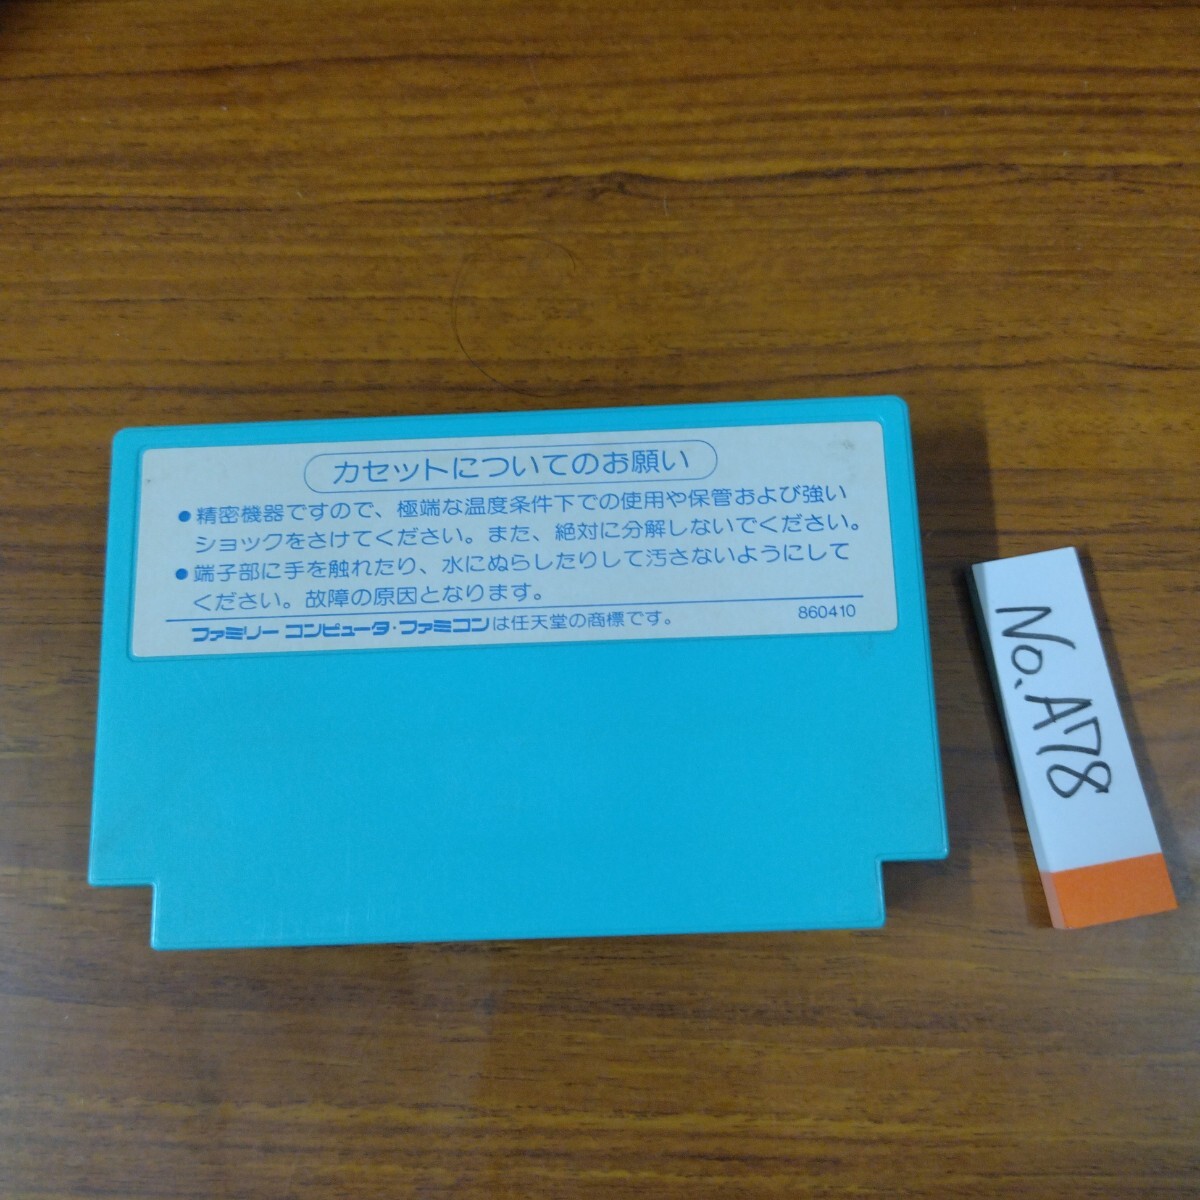 カセットについてのお願い
●精密機器ですので、極端な温度条件下での使用や保管および強い
ショックをさけてください。また、絶対に分解しないでください。
●端子部に手を触れたり、水にぬらしたりして汚さないようにして
ください。故障の原因となります。
ファミリー コンピュータ・ファミコンは任天堂の商標です。 860410
No.A78